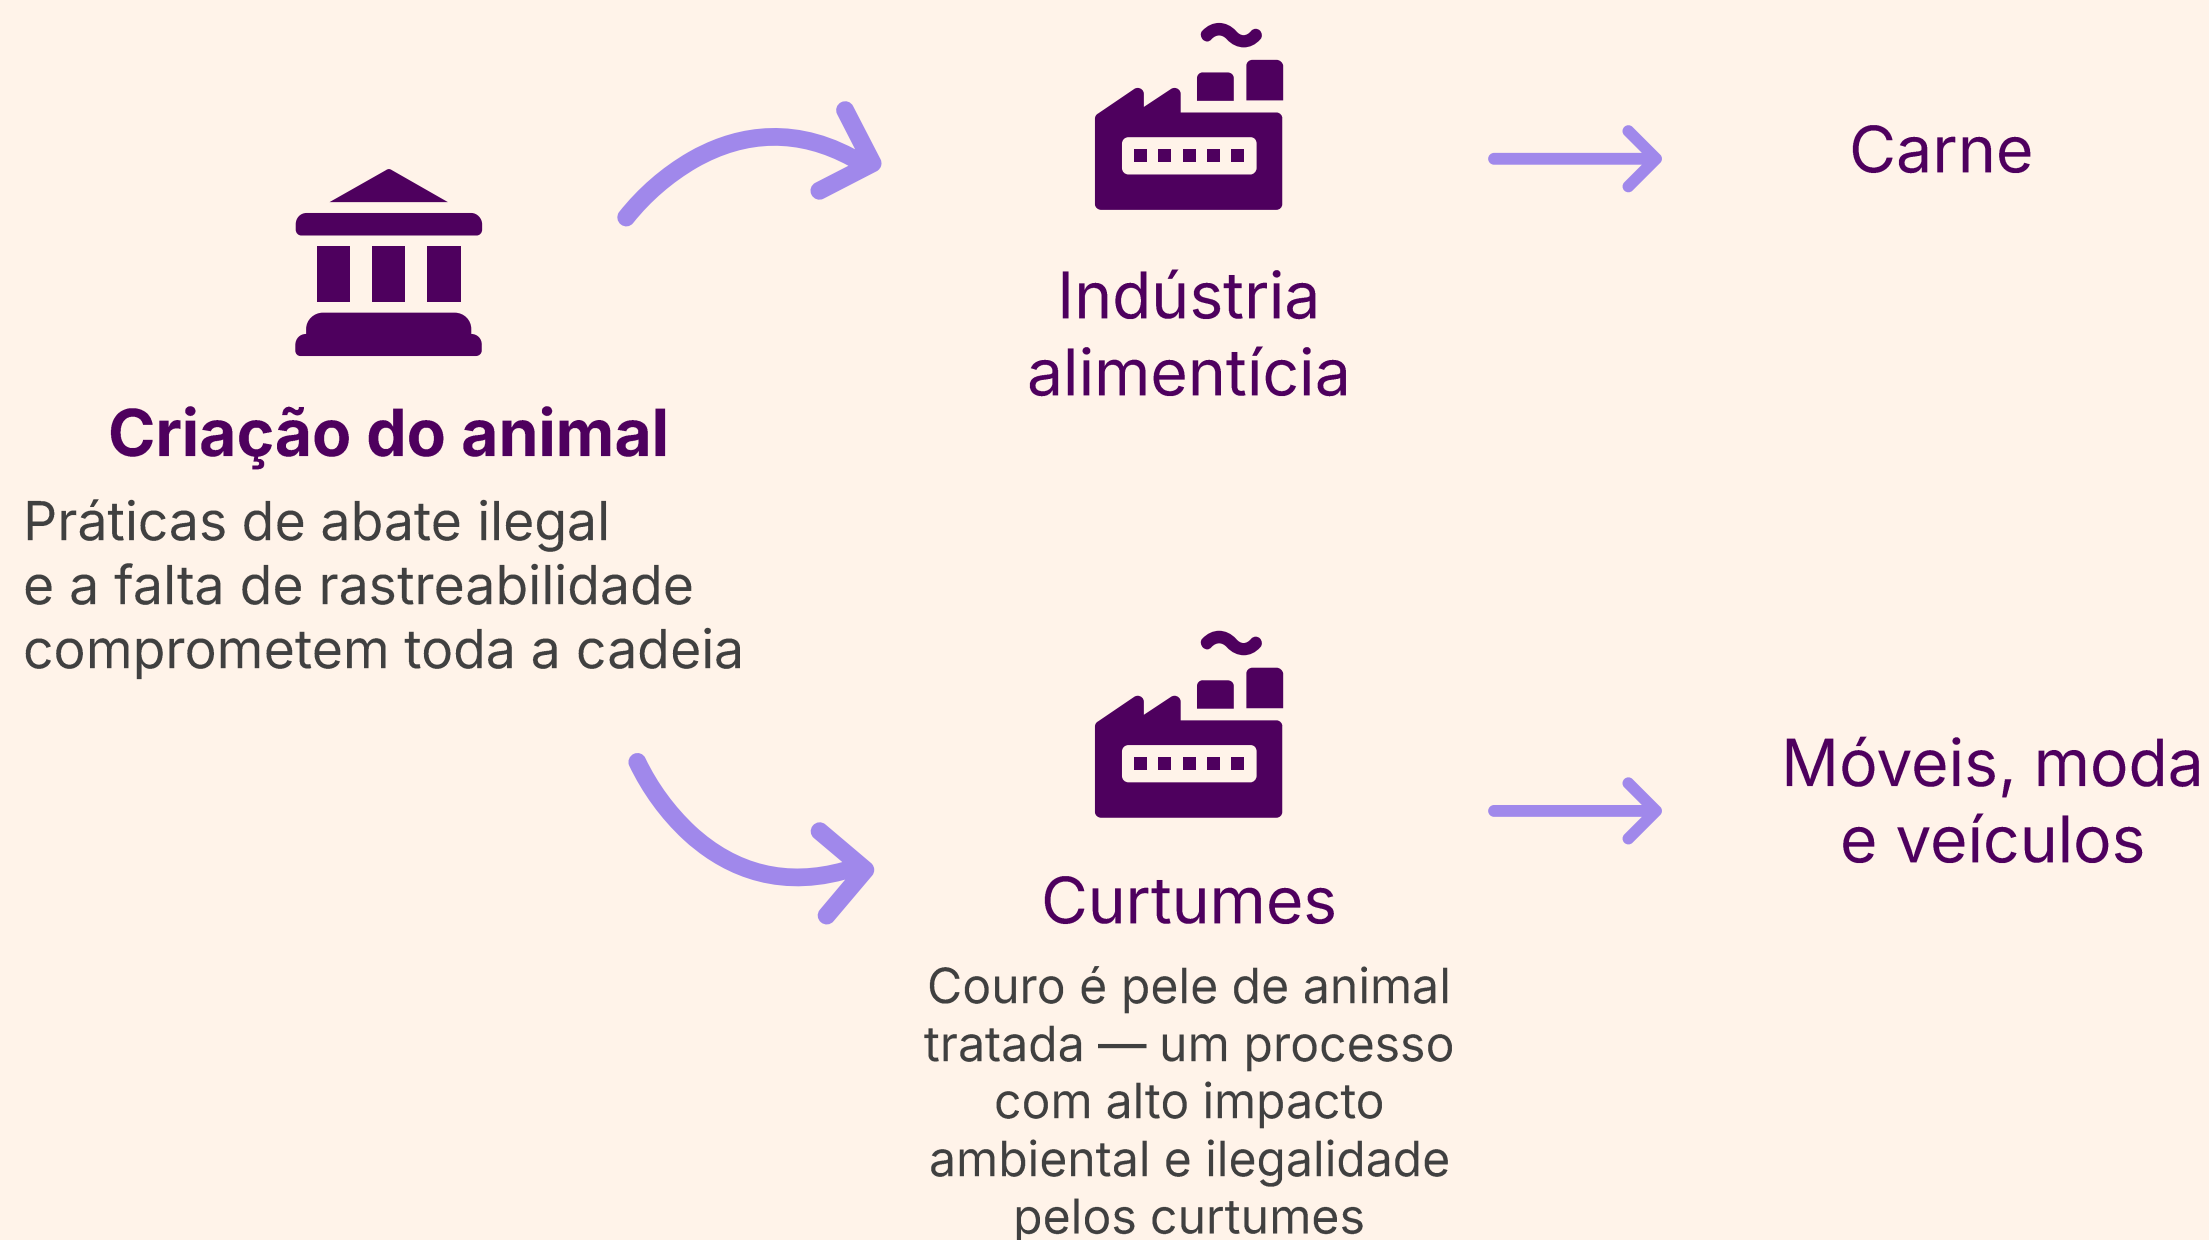 Criação do animal
Práticas de abate ilegal
e a falta de rastreabilidade
comprometem toda a cadeia
Indústria
alimentícia
Carne
Curtumes
Couro é pele de animal
tratada — um processo
com alto impacto
ambiental e ilegalidade
pelos curtumes
Móveis, moda
e veículos